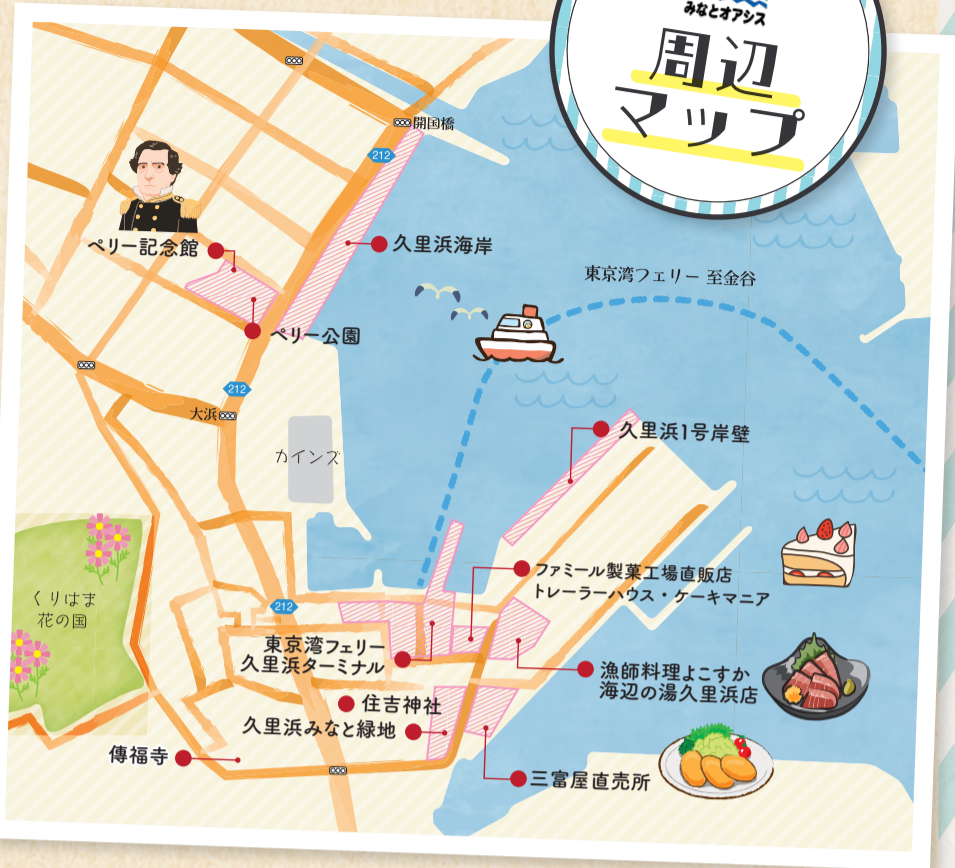 みなとオアシス
周辺
マップ
開国橋
212
ペリー記念館
久里浜海岸
東京湾フェリー 至金谷
ペリー公園
212
大浜
久里浜1号岸壁
カインズ
ファミール製菓工場直販店
トレーラーハウス・ケーキマニア
くりはま
花の国
212
東京湾フェリー
久里浜ターミナル
漁師料理よこすか
海辺の湯久里浜店
住吉神社
久里浜みなと緑地
傳福寺
三富屋直売所